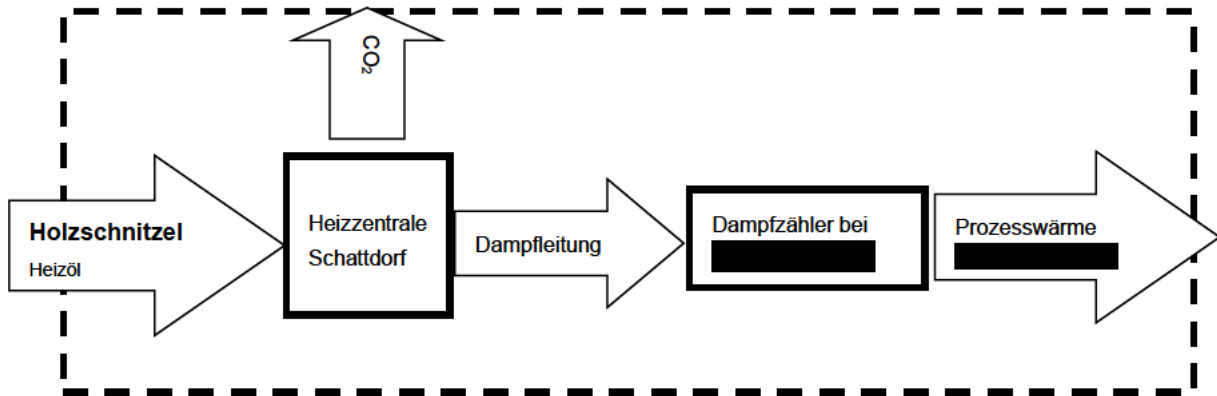 CO₂
Holzschnitzel
Heizöl
Heizzentrale
Schattdorf
Dampfleitung
Dampfzähler bei
Prozesswärme